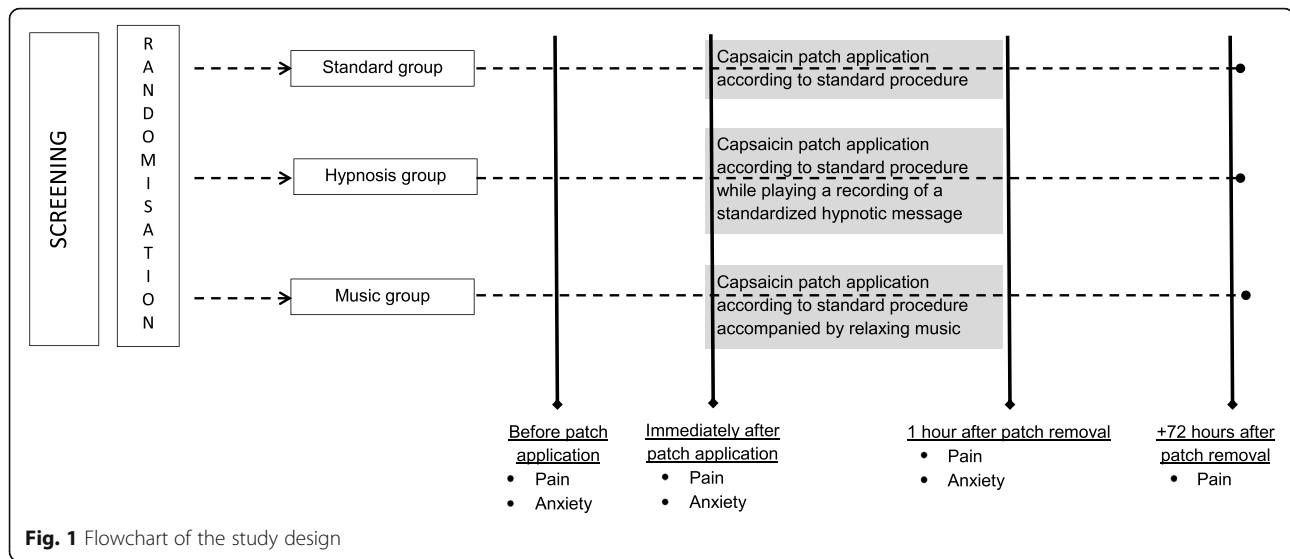 SCREENING
RANDOMISATION
Standard group
Capsaicin patch application
according to standard procedure
Hypnosis group
Capsaicin patch application
according to standard procedure
while playing a recording of a
standardized hypnotic message
Music group
Capsaicin patch application
according to standard procedure
accompanied by relaxing music
Before patch
application
• Pain
• Anxiety
Immediately after
patch application
• Pain
• Anxiety
1 hour after patch removal
• Pain
• Anxiety
+72 hours after
patch removal
• Pain
Fig. 1 Flowchart of the study design